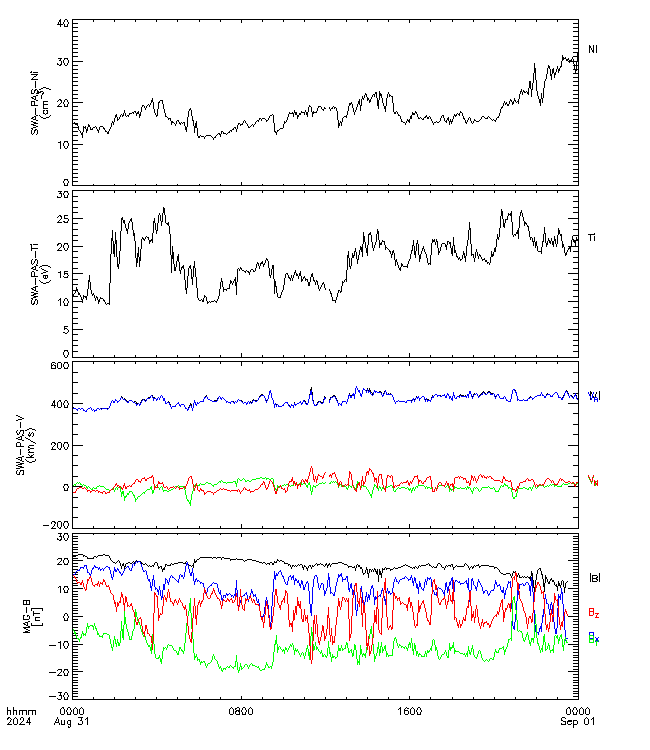 40
30
20
10
0
SWA-PAS-Ni
(cm⁻³)
Ni
30
25
20
15
10
5
0
SWA-PAS-Ti
(eV)
Ti
600
400
200
0
-200
SWA-PAS-V
(km/s)
30
20
10
0
-10
-20
-30
MAG-B
[nT]
|B|
Bz
Bx
hhmm
2024
0000
Aug 31
0800
1600
0000
Sep 01